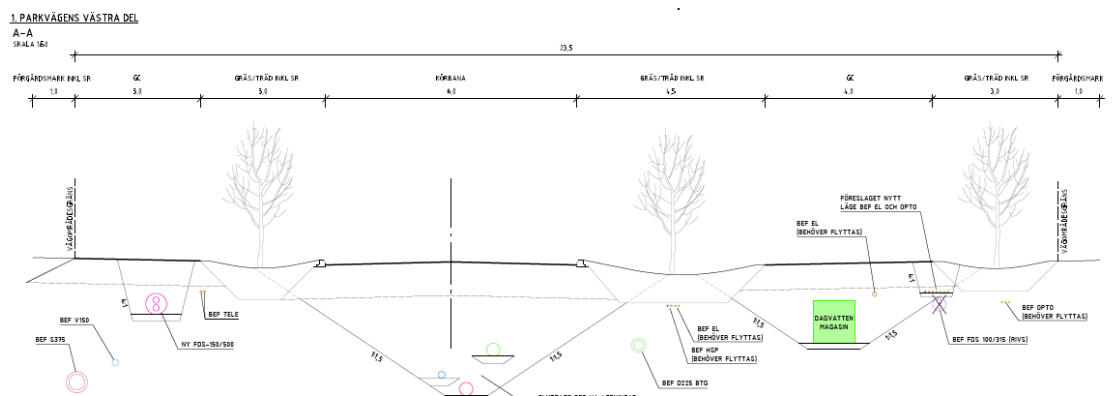 1. PARKVÄGENS VÄSTRA DEL
A-A
SKALA 1:50
23,5
FÖRGÅRDSMARK INKL SR
GC
GRÄS/TRÄD INKL SR
KÖRBANA
GRÄS/TRÄD INKL SR
GC
GRÄS/TRÄD INKL SR
FÖRGÅRDSMARK
1,0
3,0
3,0
6,0
4,5
4,0
3,0
1,0
VÄGOMRÅDESGRÄNS
FÖRESLAGET NYTT
LÄGE BEF EL OCH OPTO
BEF EL
(BEHÖVER FLYTTAS)
VÄGOMRÅDESGRÄNS
BEF TELE
NY FDS-150/500
BEF V150
BEF S375
1:1,5
1:1,5
BEF EL
(BEHÖVER FLYTTAS)
BEF HSP
(BEHÖVER FLYTTAS)
BEF D225 BTG
1:1,5
DAGVATTEN
MAGASIN
1:1,5
BEF OPTO
(BEHÖVER FLYTTAS)
BEF FDS 100/315 (RIVS)